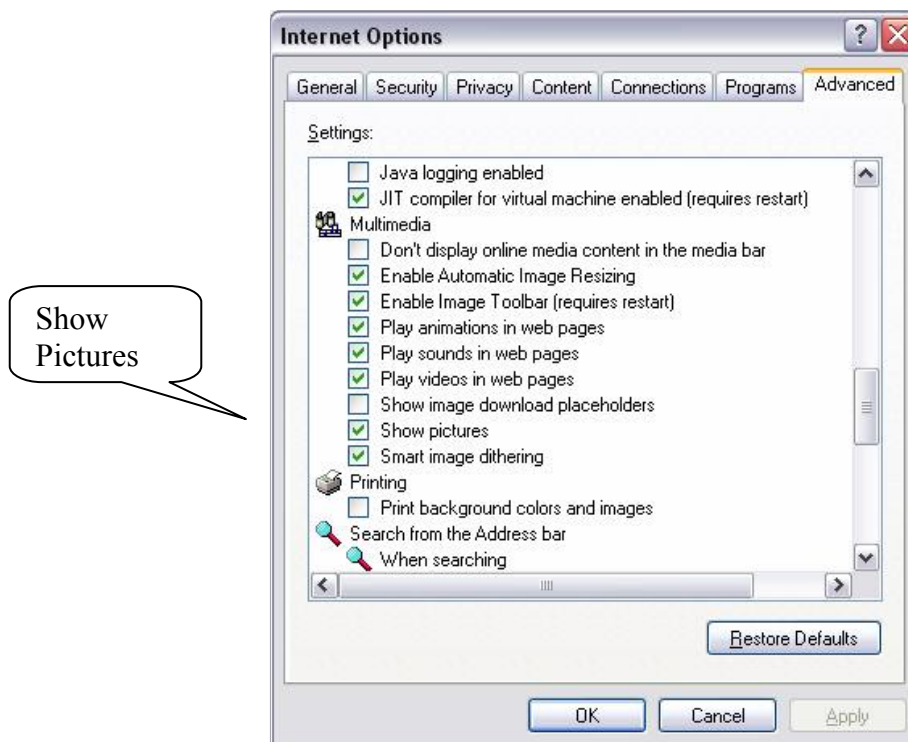 Internet Options
General Security Privacy Content Connections Programs Advanced
Settings:
Java logging enabled
JIT compiler for virtual machine enabled (requires restart)
Multimedia
Don't display online media content in the media bar
Enable Automatic Image Resizing
Enable Image Toolbar (requires restart)
Play animations in web pages
Play sounds in web pages
Play videos in web pages
Show image download placeholders
Show pictures
Smart image dithering
Printing
Print background colors and images
Search from the Address bar
When searching
Restore Defaults
OK Cancel Apply
Show
Pictures